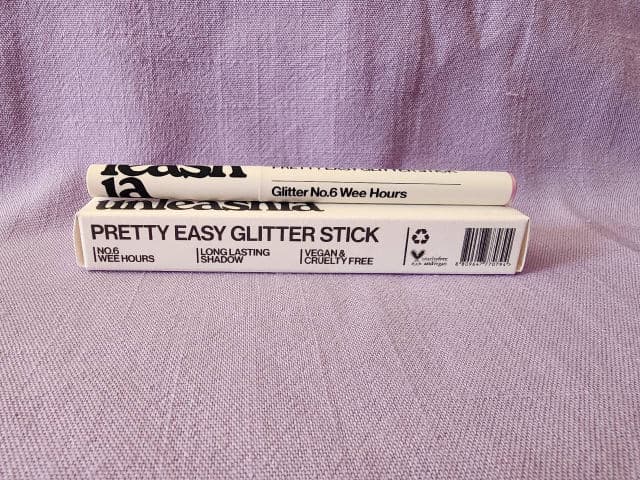 leash
ia
PRETTY EASY GLITTER STICK
Glitter No.6 Wee Hours
unleashia
PRETTY EASY GLITTER STICK
NO.6
WEE HOURS
LONG LASTING
SHADOW
VEGAN &
CRUELTY FREE